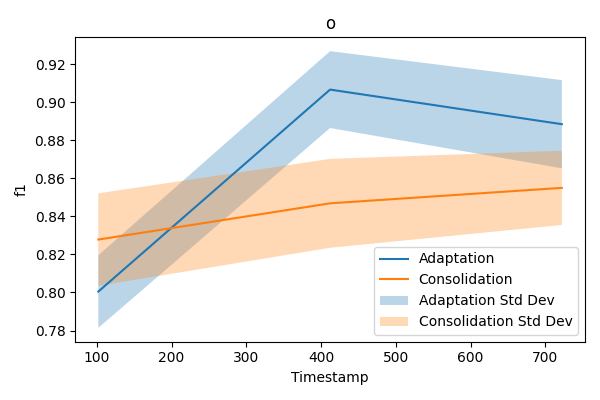 o
f1
0.92
0.90
0.88
0.86
0.84
0.82
0.80
0.78
100 200 300 400 500 600 700
Timestamp
Adaptation
Consolidation
Adaptation Std Dev
Consolidation Std Dev